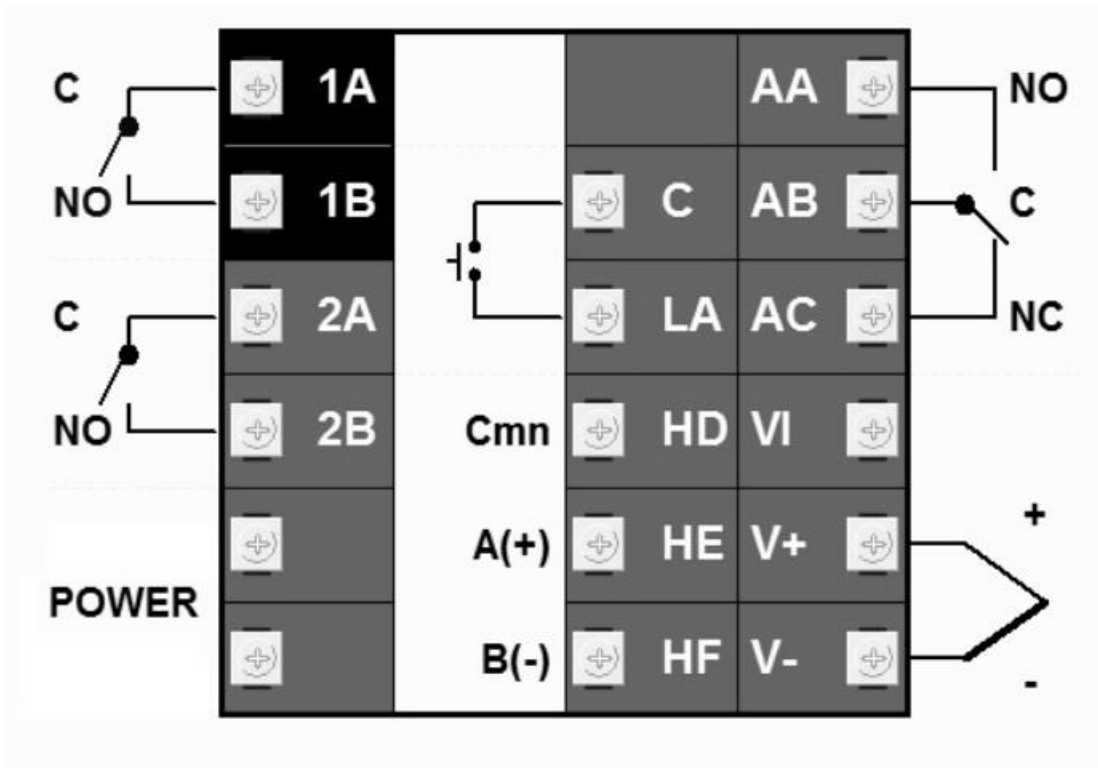 C 1A AA NO
NO 1B C AB C
C 2A LA AC NC
NO 2B Cmn HD VI
+
A(+) HE V+
POWER
B(-) HF V-
-